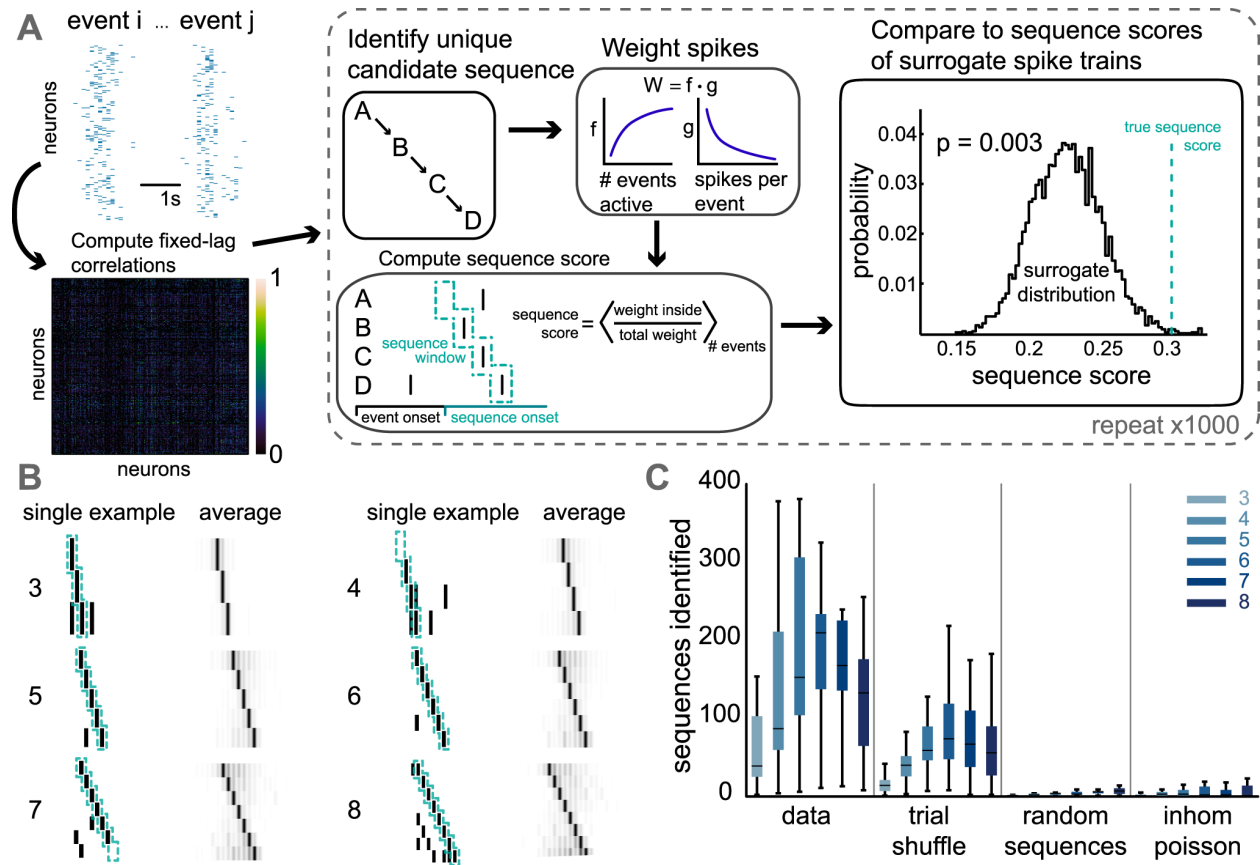 A
event i ... event j
neurons
1s
Compute fixed-lag
correlations
1
0
neurons
neurons
Identify unique
candidate sequence
A
B
C
D
Weight spikes
W = f · g
f
g
# events
active
spikes per
event
Compute sequence score
A
B
C
D
sequence
window
event onset
sequence onset
sequence
score
=
weight inside
total weight
# events
Compare to sequence scores
of surrogate spike trains
p = 0.003
true sequence
score
0.04
0.03
0.02
0.01
probability
surrogate
distribution
0.15 0.2 0.25 0.3
sequence score
repeat x1000
B
single example average
single example average
3
4
5
6
7
8
C
400
300
200
100
0
sequences identified
3
4
5
6
7
8
data
trial
shuffle
random
sequences
inhom
poisson